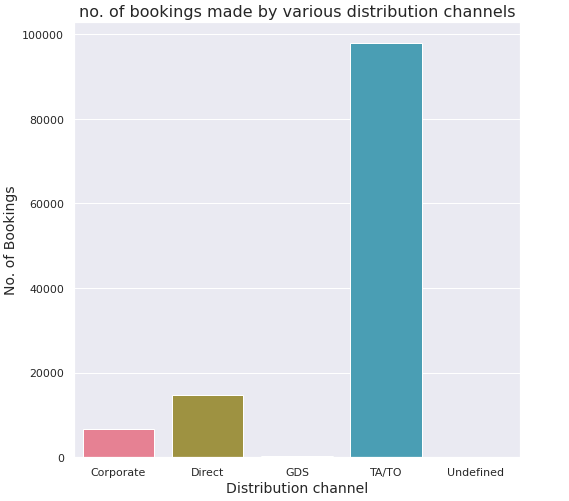 no. of bookings made by various distribution channels
100000
80000
60000
40000
20000
0
No. of Bookings
Corporate Direct GDS TA/TO Undefined
Distribution channel